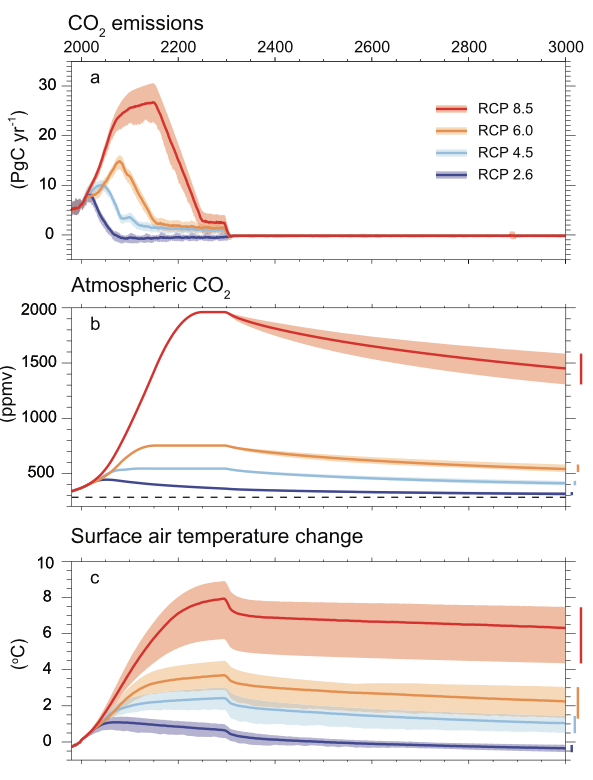 CO2 emissions
2000 2200 2400 2600 2800 3000
a
(PgC yr-1)
30
20
10
0
RCP 8.5
RCP 6.0
RCP 4.5
RCP 2.6
Atmospheric CO2
b
(ppmv)
2000
1500
1000
500
Surface air temperature change
c
(oC)
10
8
6
4
2
0